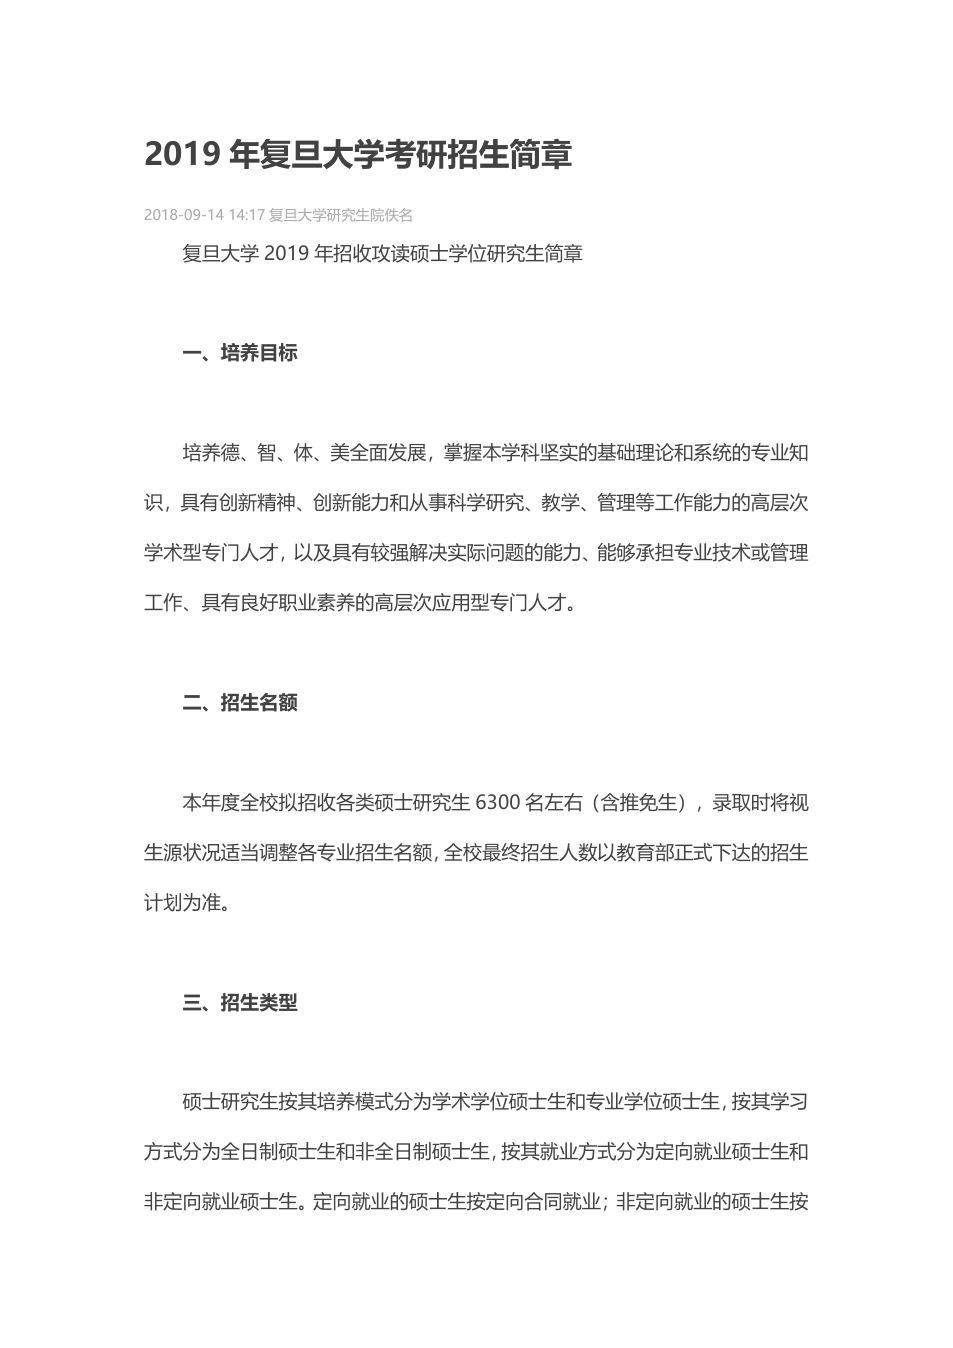 2019 年复旦大学考研招生简章
2018-09-14 14:17 复旦大学研究生院佚名
复旦大学 2019 年招收攻读硕士学位研究生简章
一、培养目标
培养德、智、体、美全面发展，掌握本学科坚实的基础理论和系统的专业知
识，具有创新精神、创新能力和从事科学研究、教学、管理等工作能力的高层次
学术型专门人才，以及具有较强解决实际问题的能力、能够承担专业技术或管理
工作、具有良好职业素养的高层次应用型专门人才。
二、招生名额
本年度全校拟招收各类硕士研究生 6300 名左右（含推免生），录取时将视
生源状况适当调整各专业招生名额，全校最终招生人数以教育部正式下达的招生
计划为准。
三、招生类型
硕士研究生按其培养模式分为学术学位硕士生和专业学位硕士生，按其学习
方式分为全日制硕士生和非全日制硕士生，按其就业方式分为定向就业硕士生和
非定向就业硕士生。定向就业的硕士生按定向合同就业；非定向就业的硕士生按